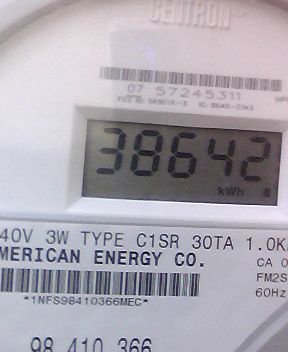 CENTRON®
07 57245311
38642
kWh
40V 3W TYPE C1SR 30TA 1.0K
MERICAN ENERGY CO. CA 0
FM2S
60Hz
*1NFS98410366MEC*
98 410 366